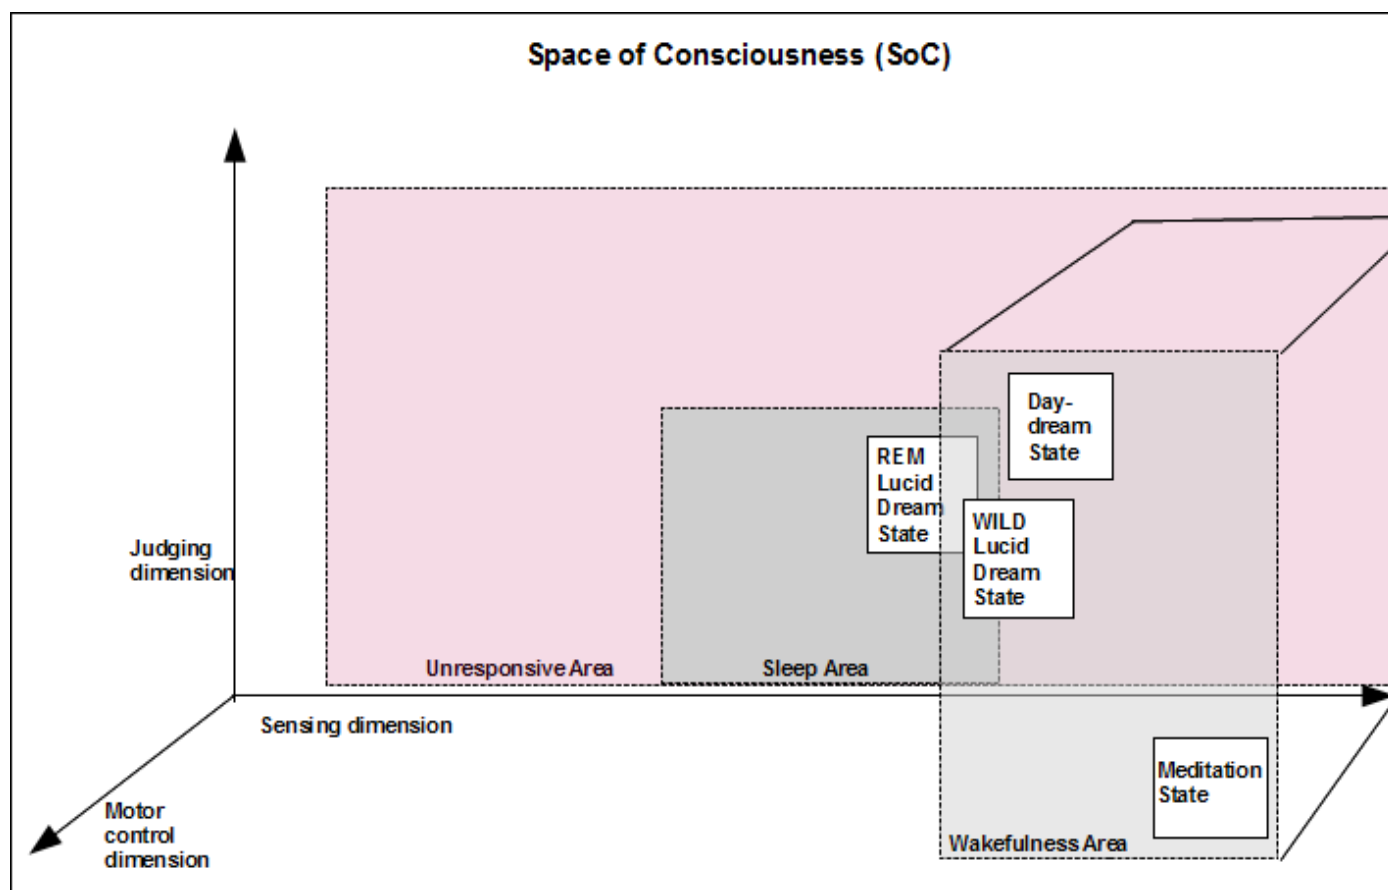 Space of Consciousness (SoC)
Day-
dream
State
REM
Lucid
Dream
State
WILD
Lucid
Dream
State
Judging
dimension
Unresponsive Area
Sleep Area
Sensing dimension
Meditation
State
Motor
control
dimension
Wakefulness Area